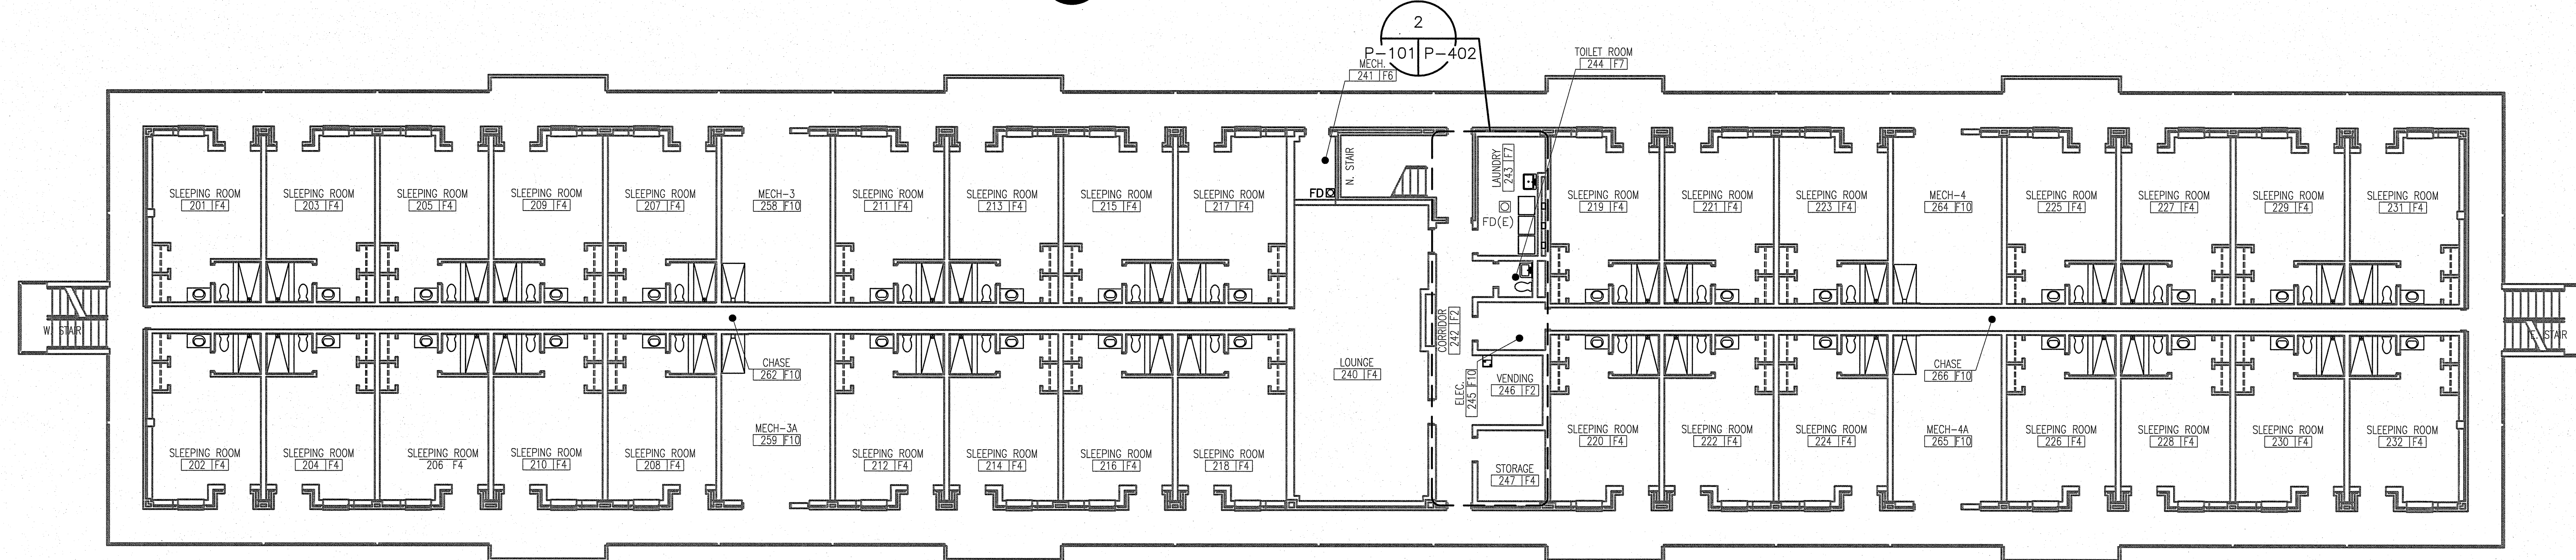 2
P-101 P-402
MECH.
241 F6
TOILET ROOM
244 F7
SLEEPING ROOM
201 F4
SLEEPING ROOM
203 F4
SLEEPING ROOM
205 F4
SLEEPING ROOM
209 F4
SLEEPING ROOM
207 F4
MECH-3
258 F10
SLEEPING ROOM
211 F4
SLEEPING ROOM
213 F4
SLEEPING ROOM
215 F4
SLEEPING ROOM
217 F4
FD
N. STAIR
LAUNDRY
243 F7
FD(E)
SLEEPING ROOM
219 F4
SLEEPING ROOM
221 F4
SLEEPING ROOM
223 F4
MECH-4
264 F10
SLEEPING ROOM
225 F4
SLEEPING ROOM
227 F4
SLEEPING ROOM
229 F4
SLEEPING ROOM
231 F4
W. STAIR
CHASE
262 F10
LOUNGE
240 F4
CORRIDOR
242 F2
ELEC.
245 F10
VENDING
246 F2
CHASE
266 F10
E. STAIR
SLEEPING ROOM
202 F4
SLEEPING ROOM
204 F4
SLEEPING ROOM
206 F4
SLEEPING ROOM
210 F4
SLEEPING ROOM
208 F4
MECH-3A
259 F10
SLEEPING ROOM
212 F4
SLEEPING ROOM
214 F4
SLEEPING ROOM
216 F4
SLEEPING ROOM
218 F4
STORAGE
247 F4
SLEEPING ROOM
220 F4
SLEEPING ROOM
222 F4
SLEEPING ROOM
224 F4
MECH-4A
265 F10
SLEEPING ROOM
226 F4
SLEEPING ROOM
228 F4
SLEEPING ROOM
230 F4
SLEEPING ROOM
232 F4